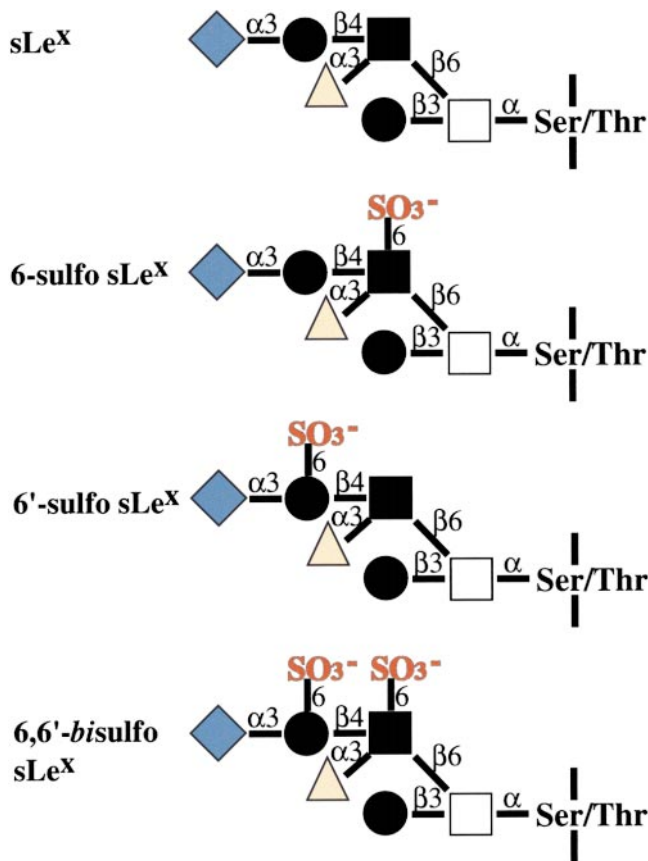 sLeˣ
α3
β4
α3
β6
β3
α
Ser/Thr
SO₃⁻
6
6-sulfo sLeˣ
α3
β4
α3
β6
β3
α
Ser/Thr
SO₃⁻
6
6'-sulfo sLeˣ
α3
β4
α3
β6
β3
α
Ser/Thr
SO₃⁻ SO₃⁻
6 6
6,6'-bisulfo
sLeˣ
α3
β4
α3
β6
β3
α
Ser/Thr